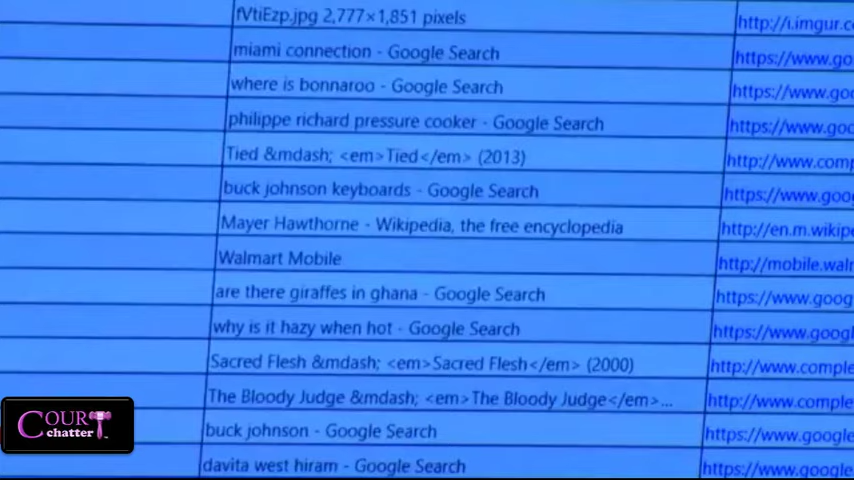 fVtiEzp.jpg 2,777×1,851 pixels http://i.imgur.c
miami connection - Google Search https://www.go
where is bonnaroo - Google Search https://www.goo
philippe richard pressure cooker - Google Search https://www.goo
Tied &mdash; <em>Tied</em> (2013) http://www.comp
buck johnson keyboards - Google Search https://www.goo
Mayer Hawthorne - Wikipedia, the free encyclopedia http://en.m.wikipe
Walmart Mobile http://mobile.wal
are there giraffes in ghana - Google Search https://www.goog
why is it hazy when hot - Google Search https://www.googl
Sacred Flesh &mdash; <em>Sacred Flesh</em> (2000) http://www.comple
The Bloody Judge &mdash; <em>The Bloody Judge</em>... http://www.comple
buck johnson - Google Search https://www.google
davita west hiram - Google Search https://www.google
COURT
chatter